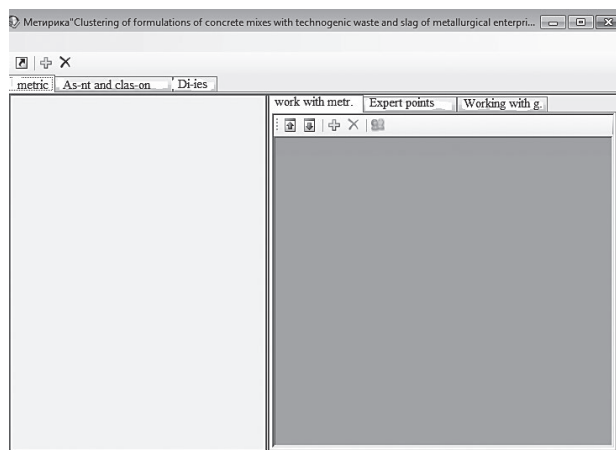 Метирика"Clustering of formulations of concrete mixes with technogenic waste and slag of metallurgical enterpri...
metric As-nt and clas-on Di-ies
work with metr. Expert points Working with g.